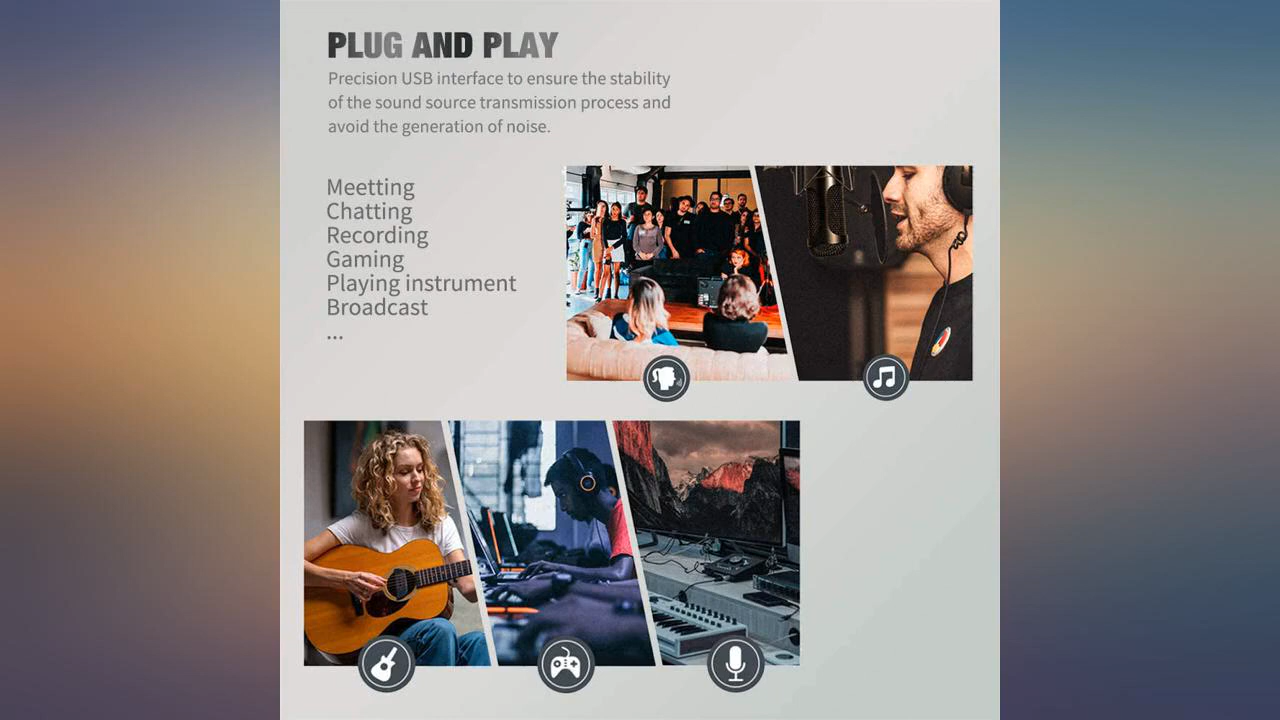 PLUG AND PLAY
Precision USB interface to ensure the stability
of the sound source transmission process and
avoid the generation of noise.
Meetting
Chatting
Recording
Gaming
Playing instrument
Broadcast
...